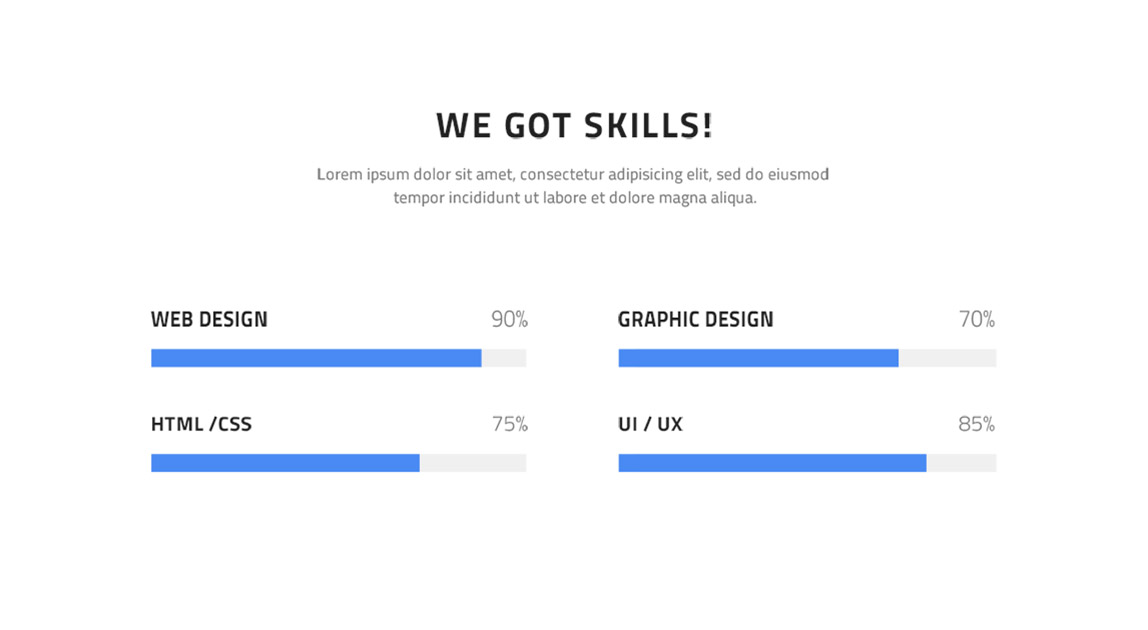 WE GOT SKILLS!
Lorem ipsum dolor sit amet, consectetur adipisicing elit, sed do eiusmod
tempor incididunt ut labore et dolore magna aliqua.
WEB DESIGN 90%
GRAPHIC DESIGN 70%
HTML /CSS 75%
UI / UX 85%